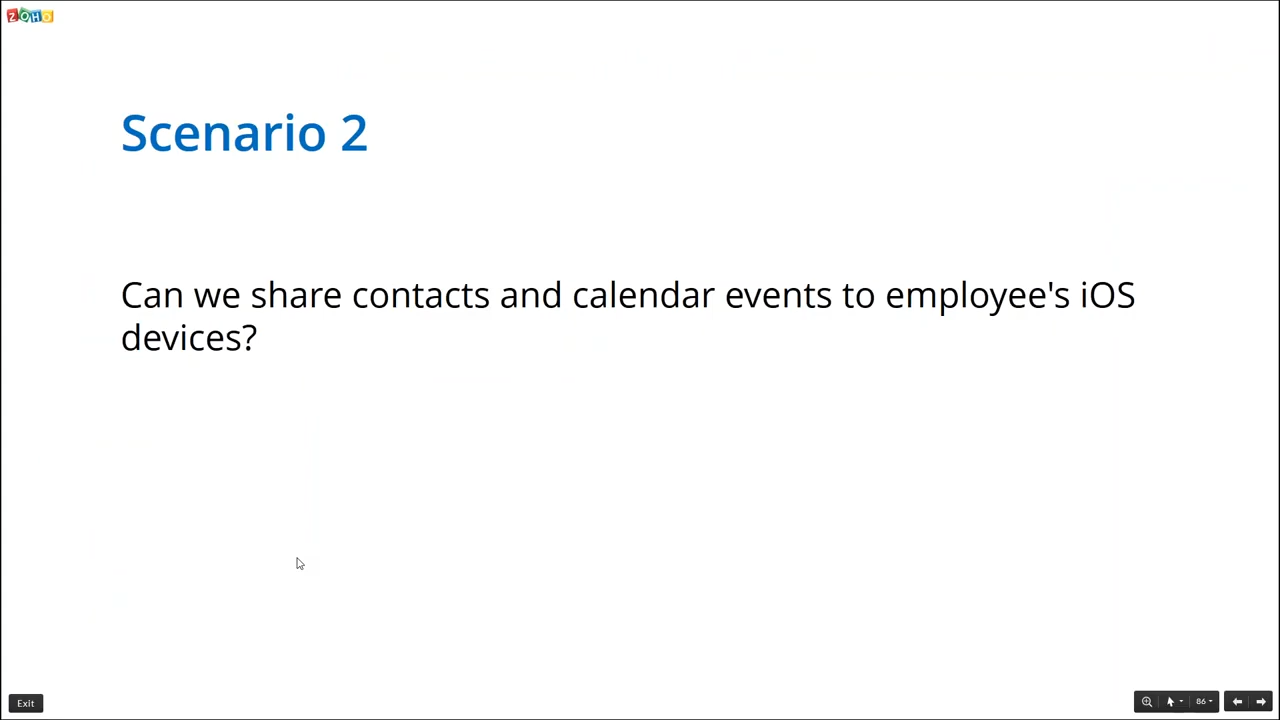 ZOHO
Scenario 2
Can we share contacts and calendar events to employee's iOS
devices?
Exit
86